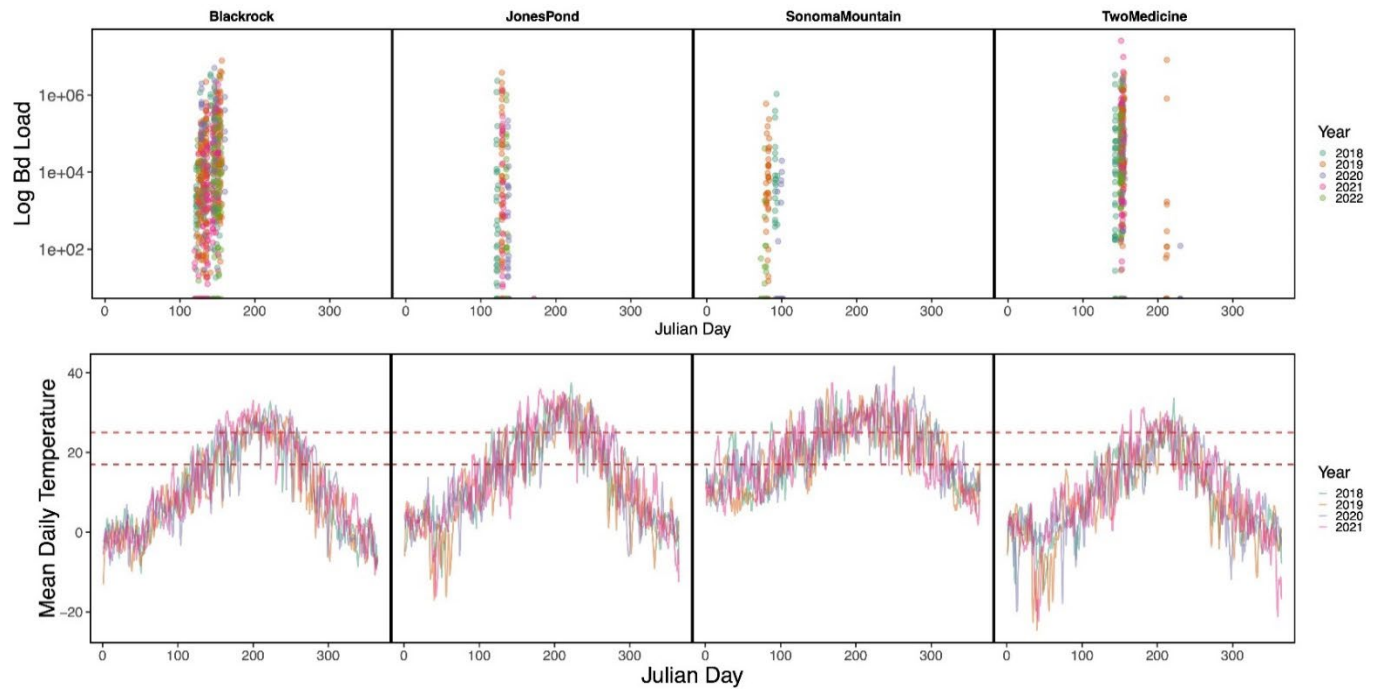 Blackrock JonesPond SonomaMountain TwoMedicine
Log Bd Load
1e+06
1e+04
1e+02
0 100 200 300 0 100 200 300 0 100 200 300 0 100 200 300
Julian Day
Year
2018
2019
2020
2021
2022
Mean Daily Temperature
40
20
0
−20
0 100 200 300 0 100 200 300 0 100 200 300 0 100 200 300
Julian Day
Year
2018
2019
2020
2021